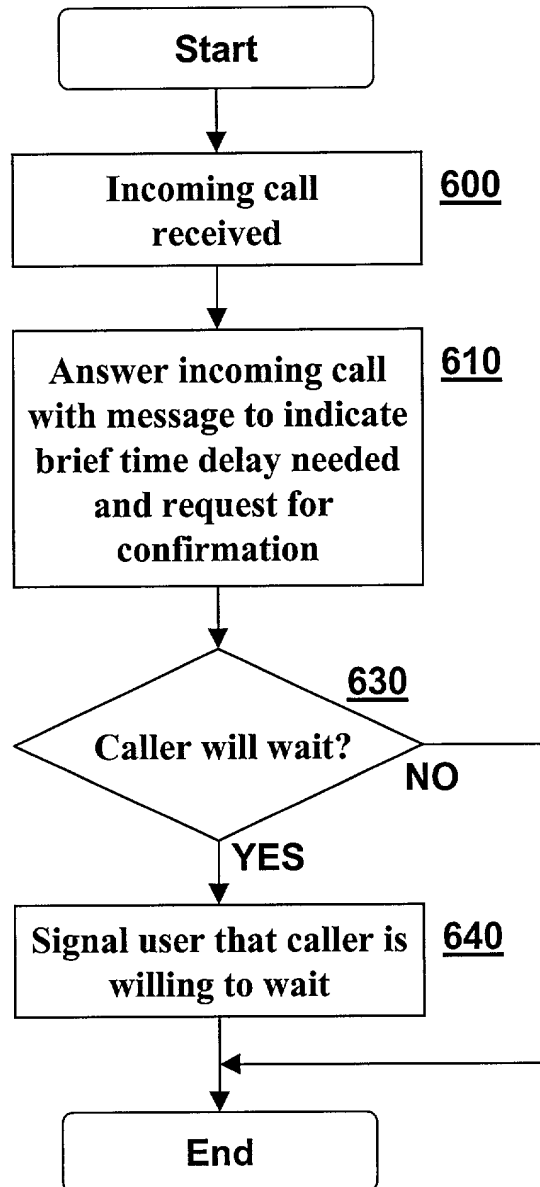 Start
Incoming call
received
600
Answer incoming call
with message to indicate
brief time delay needed
and request for
confirmation
610
630
Caller will wait?
NO
YES
Signal user that caller is
willing to wait
640
End